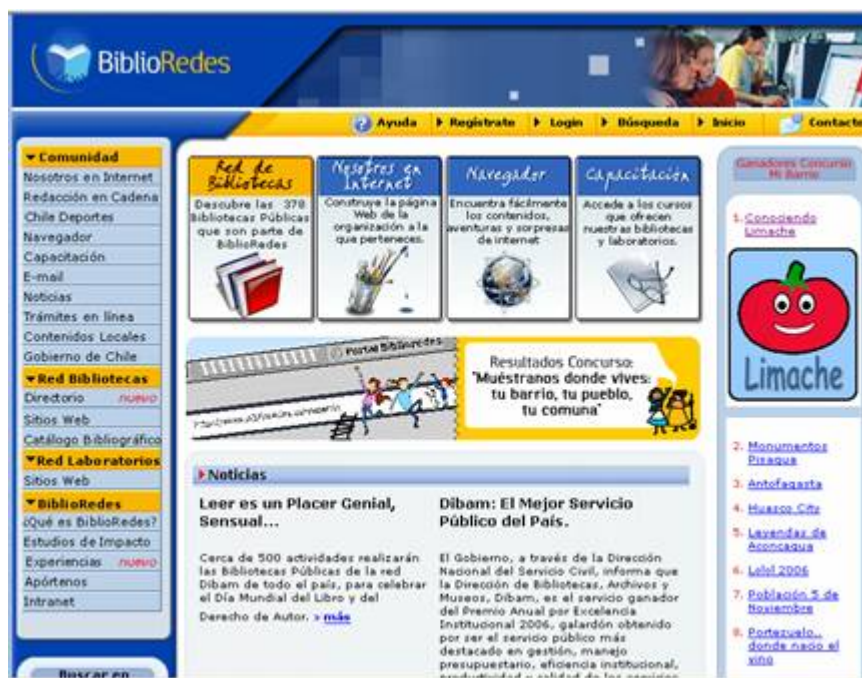 BiblioRedes
Ayuda
Regístrate
Login
Búsqueda
Inicio
Contacto
Comunidad
Nosotros en Internet
Redacción en Cadena
Chile Deportes
Navegador
Capacitación
E-mail
Noticias
Trámites en línea
Contenidos Locales
Gobierno de Chile
Red Bibliotecas
Directorio nuevo
Sitios Web
Catálogo Bibliográfico
Red Laboratorios
Sitios Web
BiblioRedes
¿Qué es BiblioRedes?
Estudios de Impacto
Experiencias nuevo
Apórtenos
Intranet
Buscar en
Red de
Bibliotecas
Descubre las 378
Bibliotecas Públicas
que son parte de
BiblioRedes
Nosotros en
Internet
Construye la página
Web de la
organización a la
que perteneces.
Navegador
Encuentra fácilmente
los contenidos,
aventuras y sorpresas
de internet
Capacitación
Accede a los cursos
que ofrecen
nuestras bibliotecas
y laboratorios.
Portal Biblioredes
Resultados Concurso:
"Muéstranos donde vives:
tu barrio, tu pueblo,
tu comuna"
Noticias
Leer es un Placer Genial,
Sensual...
Cerca de 500 actividades realizarán
las Bibliotecas Públicas de la red
Dibam de todo el país, para celebrar
el Día Mundial del Libro y del
Derecho de Autor. > más
Dibam: El Mejor Servicio
Público del País.
El Gobierno, a través de la Dirección
Nacional del Servicio Civil, informa que
la Dirección de Bibliotecas, Archivos y
Museos, Dibam, es el servicio ganador
del Premio Anual por Excelencia
Institucional 2006, galardón obtenido
por ser el servicio público más
destacado en gestión, manejo
presupuestario, eficiencia institucional,
productividad y calidad de los servicios
Ganadores Concurso
Mi Barrio
1. Conociendo
Limache
Limache
2. Monumentos
Pisagua
3. Antofagasta
4. Huasco City
5. Leyendas de
Aconcagua
6. Lolol 2006
7. Población 5 de
Noviembre
8. Portezuelo..
donde nacio el
vino